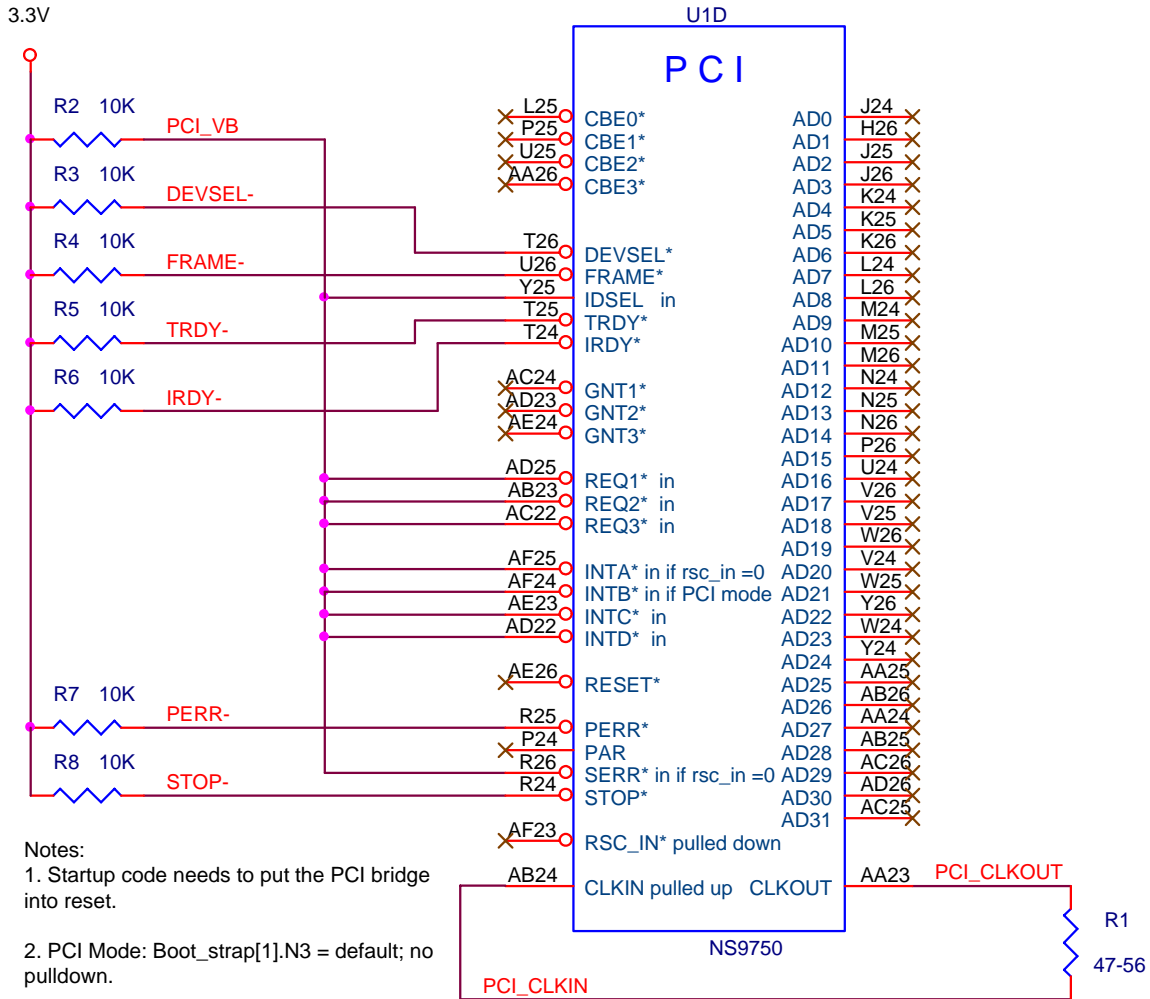 3.3V
U1D
P C I
R2 10K
PCI_VB
R3 10K
DEVSEL-
R4 10K
FRAME-
R5 10K
TRDY-
R6 10K
IRDY-
R7 10K
PERR-
R8 10K
STOP-
L25 CBE0*
P25 CBE1*
U25 CBE2*
AA26 CBE3*
T26 DEVSEL*
U26 FRAME*
Y25 IDSEL in
T25 TRDY*
T24 IRDY*
AC24 GNT1*
AD23 GNT2*
AE24 GNT3*
AD25 REQ1* in
AB23 REQ2* in
AC22 REQ3* in
AF25 INTA* in if rsc_in =0
AF24 INTB* in if PCI mode
AE23 INTC* in
AD22 INTD* in
AE26 RESET*
R25 PERR*
P24 PAR
R26 SERR* in if rsc_in =0
R24 STOP*
AF23 RSC_IN* pulled down
AB24 CLKIN pulled up
AD0 J24
AD1 H26
AD2 J25
AD3 J26
AD4 K24
AD5 K25
AD6 K26
AD7 L24
AD8 L26
AD9 M24
AD10 M25
AD11 M26
AD12 N24
AD13 N25
AD14 N26
AD15 P26
AD16 U24
AD17 V26
AD18 V25
AD19 W26
AD20 V24
AD21 W25
AD22 Y26
AD23 W24
AD24 Y24
AD25 AA25
AD26 AB26
AD27 AA24
AD28 AB25
AD29 AC26
AD30 AD26
AD31 AC25
CLKOUT AA23
PCI_CLKOUT
R1
47-56
NS9750
PCI_CLKIN
Notes:
1. Startup code needs to put the PCI bridge
into reset.
2. PCI Mode: Boot_strap[1].N3 = default; no
pulldown.